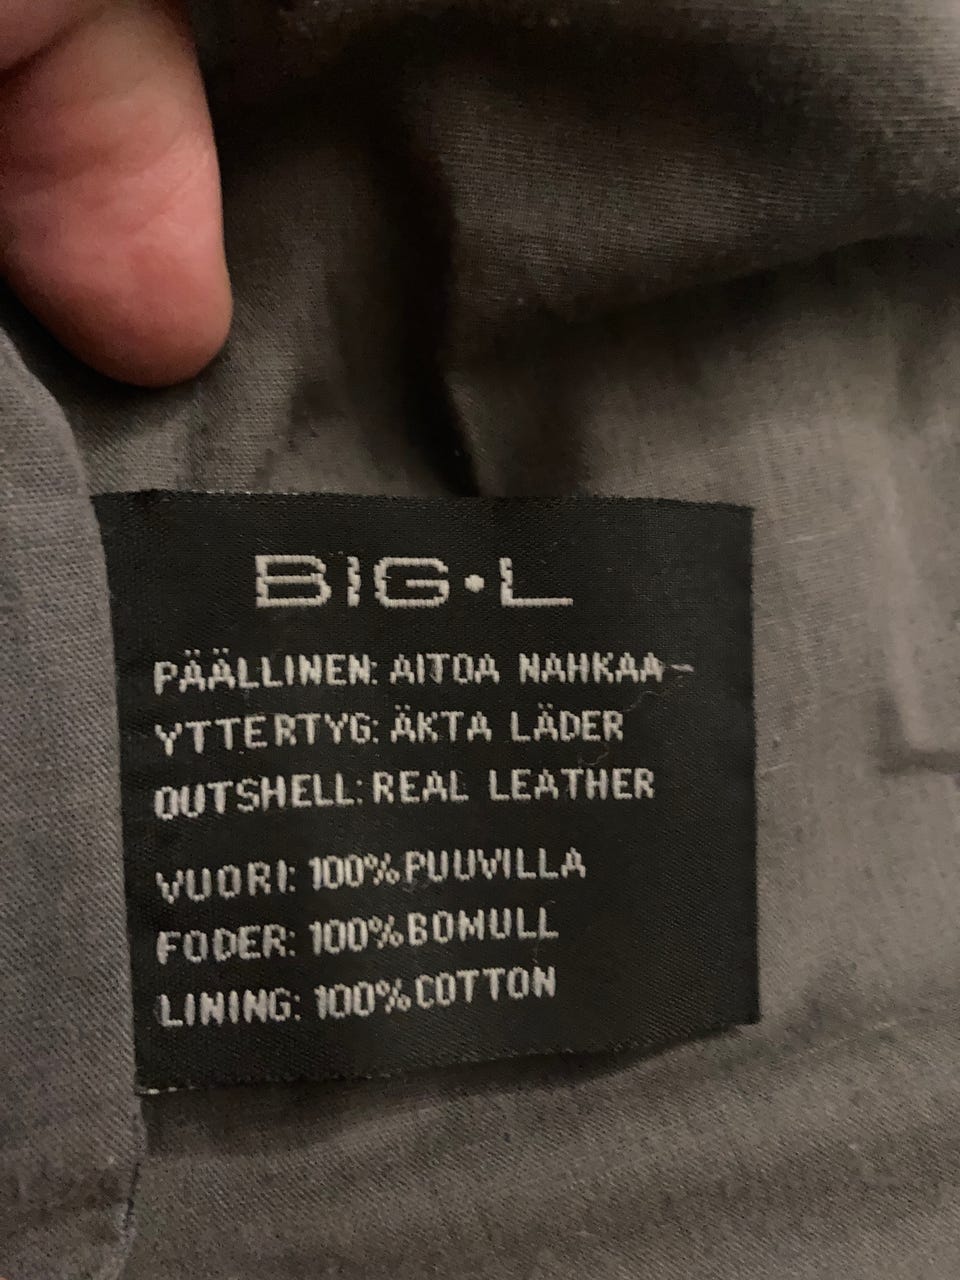 BIG•L
PÄÄLLINEN: AITOA NAHKAA
YTTERTYG: ÄKTA LÄDER
OUTSHELL: REAL LEATHER
VUORI: 100% PUUVILLA
FODER: 100% BOMULL
LINING: 100% COTTON